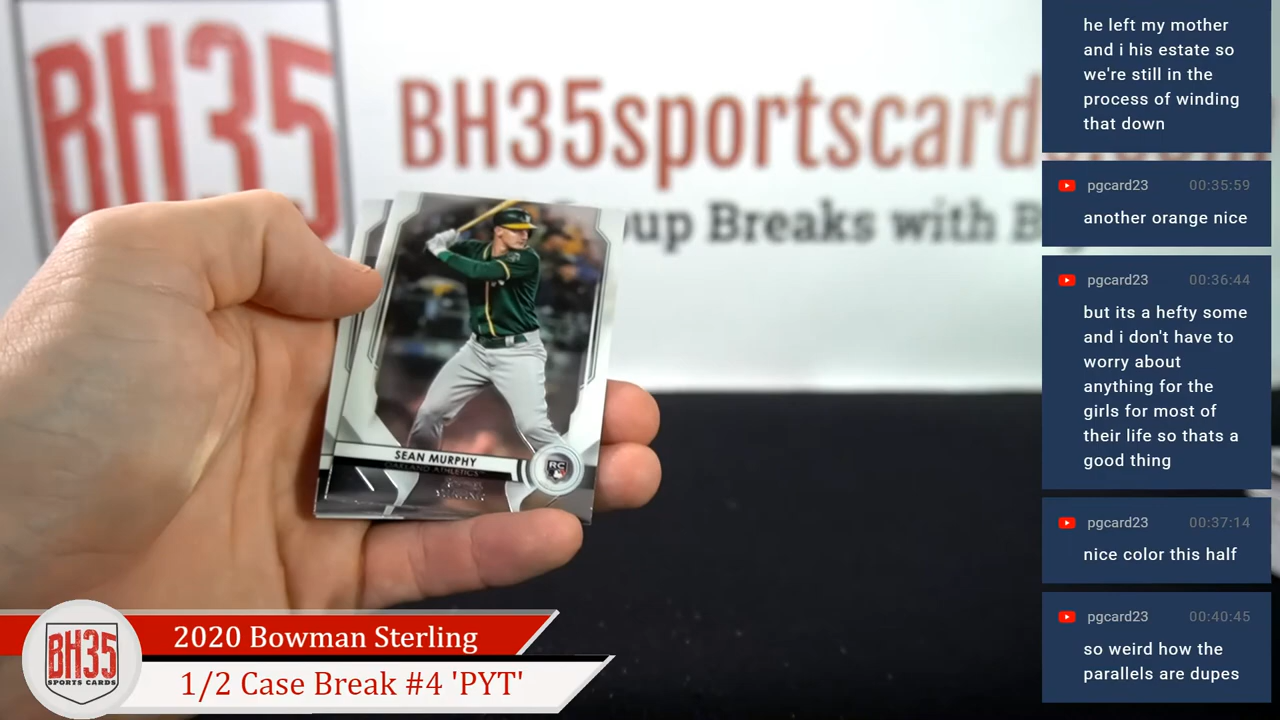 BH35
BH35sportscard
oup Breaks with B
SEAN MURPHY
OAKLAND ATHLETICS
RC
BH35
SPORTS CARDS
2020 Bowman Sterling
1/2 Case Break #4 'PYT'
he left my mother
and i his estate so
we're still in the
process of winding
that down
pgcard23 00:35:59
another orange nice
pgcard23 00:36:44
but its a hefty some
and i don't have to
worry about
anything for the
girls for most of
their life so thats a
good thing
pgcard23 00:37:14
nice color this half
pgcard23 00:40:45
so weird how the
parallels are dupes